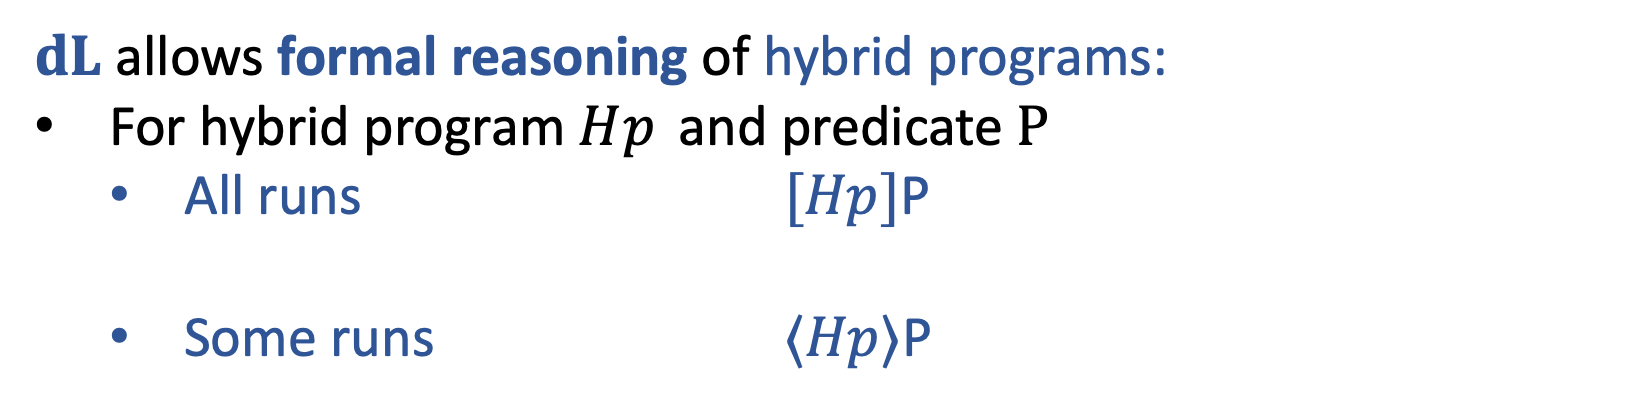 dL allows formal reasoning of hybrid programs:
• For hybrid program Hp and predicate P
• All runs [Hp]P
• Some runs ⟨Hp⟩P